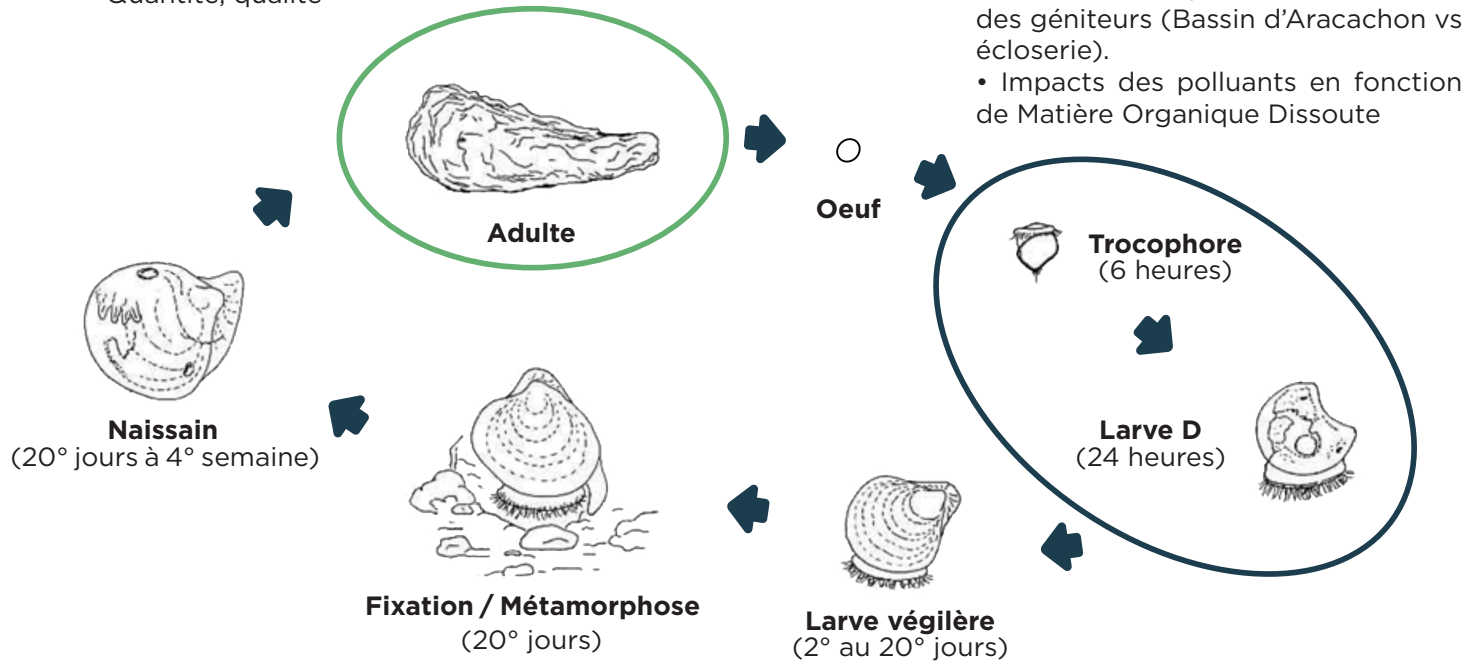 des géniteurs (Bassin d'Aracachon vs
écloserie).
• Impacts des polluants en fonction
de Matière Organique Dissoute
Adulte
Oeuf
Trocophore
(6 heures)
Larve D
(24 heures)
Larve végilère
(2° au 20° jours)
Fixation / Métamorphose
(20° jours)
Naissain
(20° jours à 4° semaine)